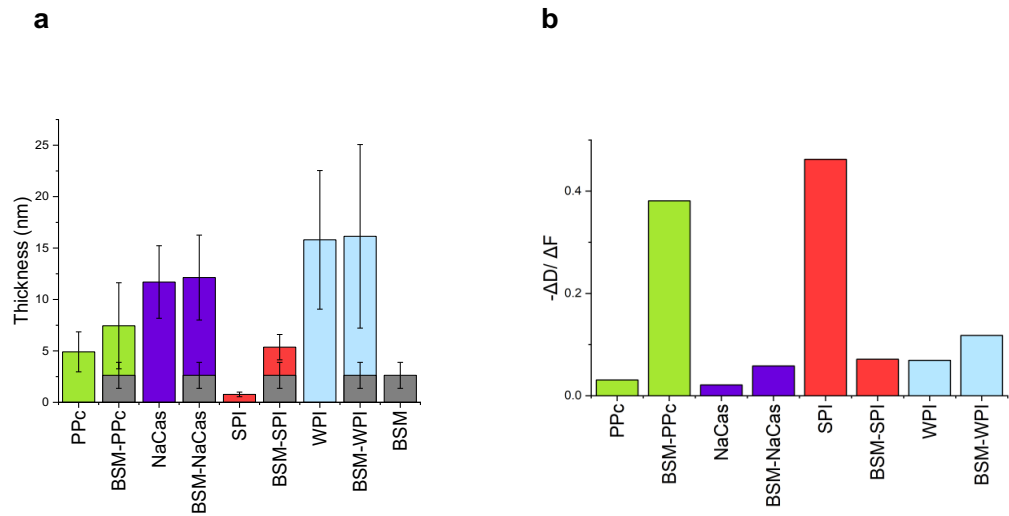 a
b
Thickness (nm)
25
20
15
10
5
0
PPc
BSM-PPc
NaCas
BSM-NaCas
SPI
BSM-SPI
WPI
BSM-WPI
BSM
-ΔD/ ΔF
0.4
0.2
0.0
PPc
BSM-PPc
NaCas
BSM-NaCas
SPI
BSM-SPI
WPI
BSM-WPI